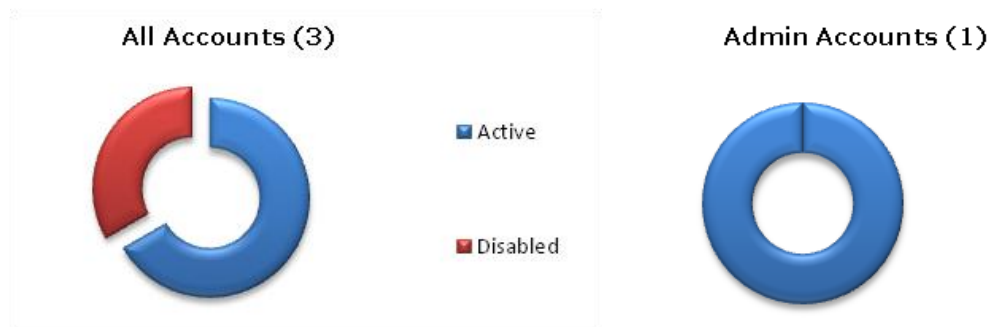 All Accounts (3)
Admin Accounts (1)
Active
Disabled